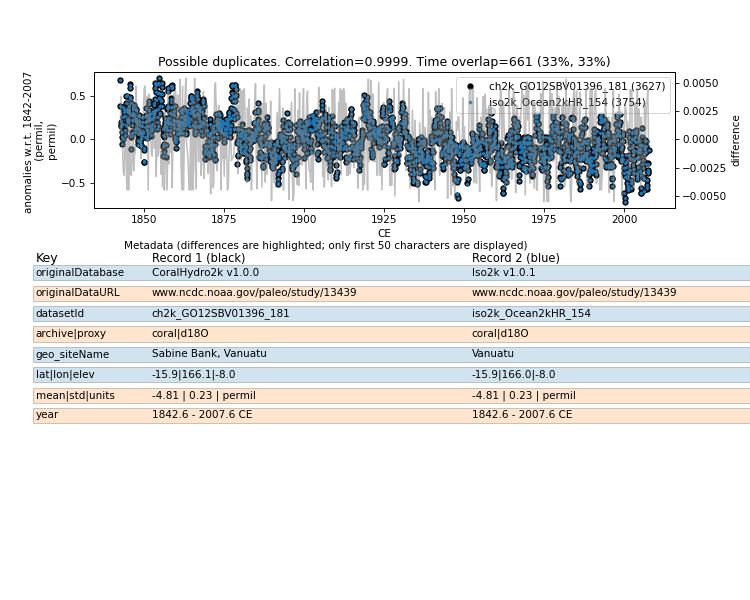 Possible duplicates. Correlation=0.9999. Time overlap=661 (33%, 33%)
anomalies w.r.t. 1842-2007
(permil,
permil)
0.5
0.0
−0.5
ch2k_GO12SBV01396_181 (3627)
iso2k_Ocean2kHR_154 (3754)
0.0050
0.0025
0.0000
−0.0025
−0.0050
difference
1850 1875 1900 1925 1950 1975 2000
CE
Metadata (differences are highlighted; only first 50 characters are displayed)
Key Record 1 (black) Record 2 (blue)
originalDatabase CoralHydro2k v1.0.0 Iso2k v1.0.1
originalDataURL www.ncdc.noaa.gov/paleo/study/13439 www.ncdc.noaa.gov/paleo/study/13439
datasetId ch2k_GO12SBV01396_181 iso2k_Ocean2kHR_154
archive|proxy coral|d18O coral|d18O
geo_siteName Sabine Bank, Vanuatu Vanuatu
lat|lon|elev -15.9|166.1|-8.0 -15.9|166.0|-8.0
mean|std|units -4.81 | 0.23 | permil -4.81 | 0.23 | permil
year 1842.6 - 2007.6 CE 1842.6 - 2007.6 CE